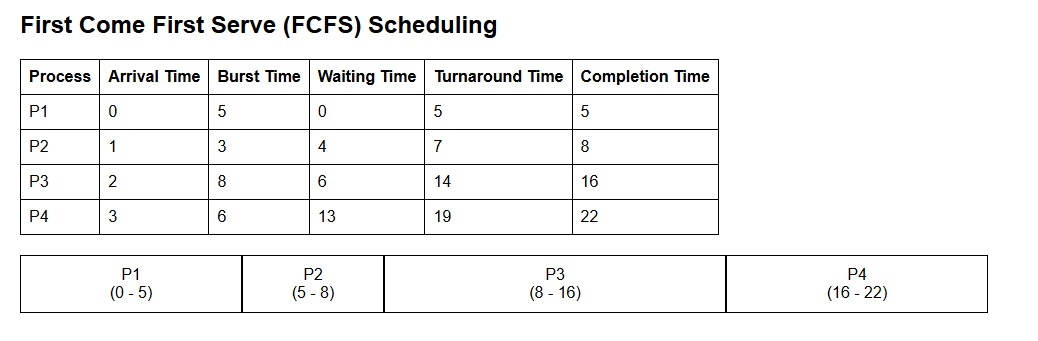 First Come First Serve (FCFS) Scheduling
Process Arrival Time Burst Time Waiting Time Turnaround Time Completion Time
P1 0 5 0 5 5
P2 1 3 4 7 8
P3 2 8 6 14 16
P4 3 6 13 19 22
P1 P2 P3 P4
(0 - 5) (5 - 8) (8 - 16) (16 - 22)